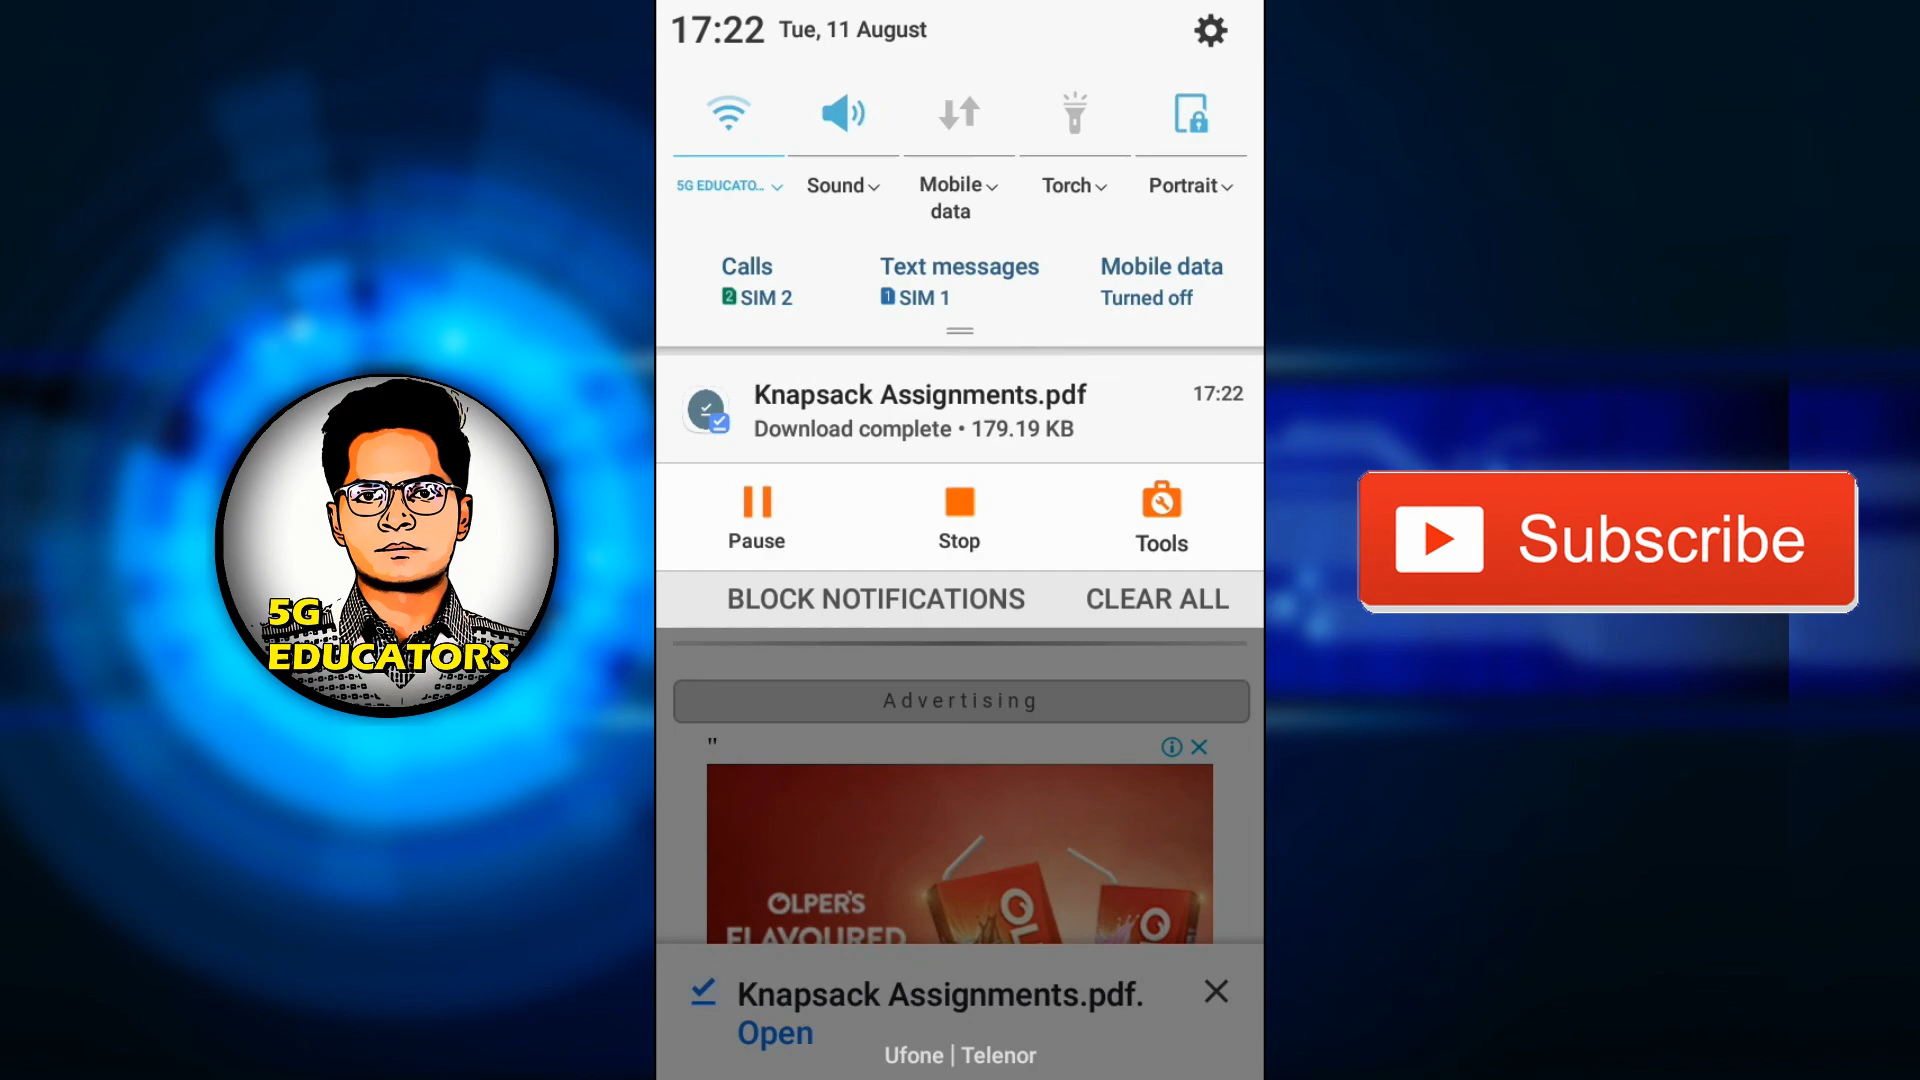 17:22 Tue, 11 August
5G EDUCATO... Sound Mobile data Torch Portrait
Calls Text messages Mobile data
2 SIM 2 1 SIM 1 Turned off
Knapsack Assignments.pdf 17:22
Download complete • 179.19 KB
Pause Stop Tools
BLOCK NOTIFICATIONS CLEAR ALL
Advertising
"
OLPER'S
FLAVOURED
Knapsack Assignments.pdf.
Open
Ufone | Telenor
5G
EDUCATORS
Subscribe